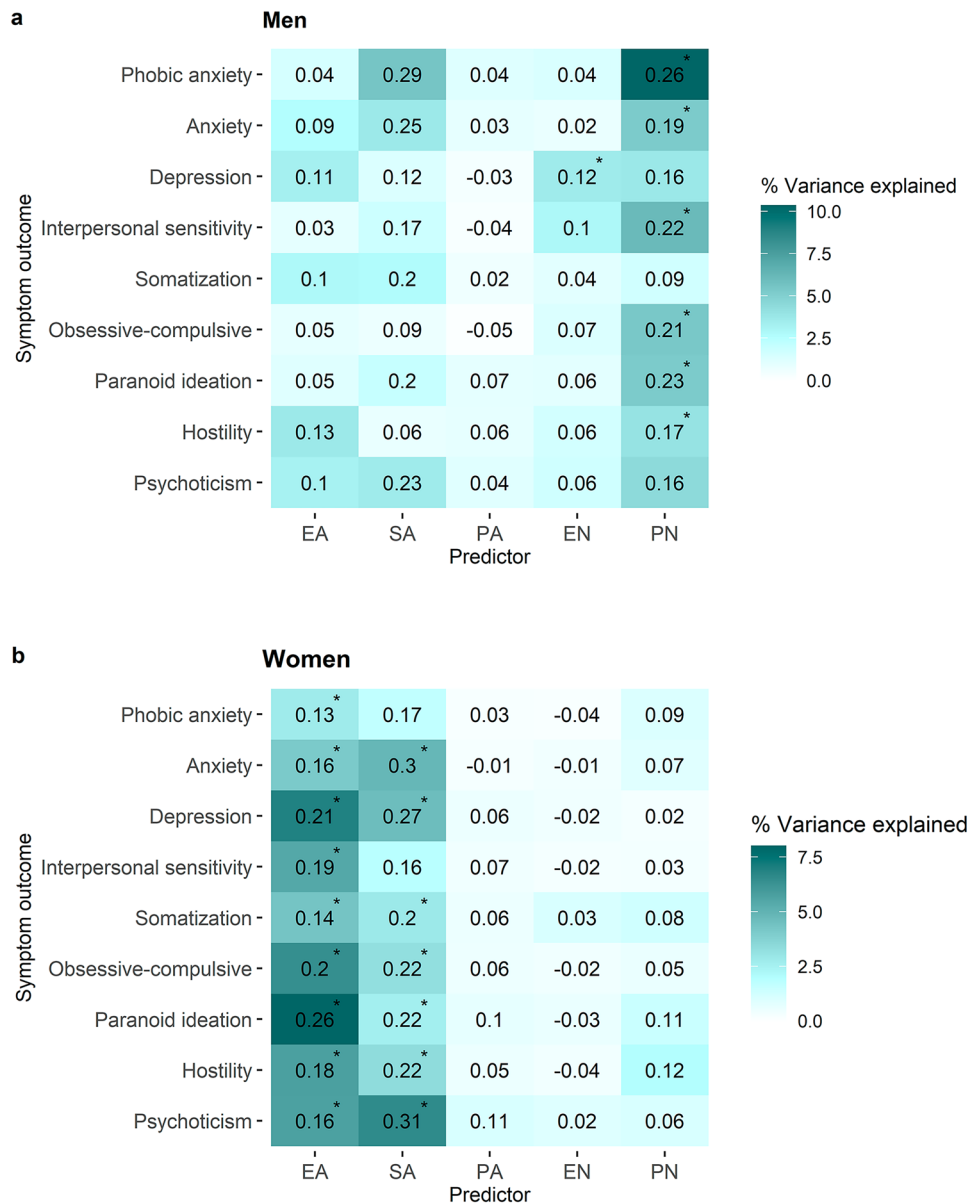 a
Men
Symptom outcome
Phobic anxiety 0.04 0.29 0.04 0.04 0.26*
Anxiety 0.09 0.25 0.03 0.02 0.19*
Depression 0.11 0.12 -0.03 0.12* 0.16
Interpersonal sensitivity 0.03 0.17 -0.04 0.1 0.22*
Somatization 0.1 0.2 0.02 0.04 0.09
Obsessive-compulsive 0.05 0.09 -0.05 0.07 0.21*
Paranoid ideation 0.05 0.2 0.07 0.06 0.23*
Hostility 0.13 0.06 0.06 0.06 0.17*
Psychoticism 0.1 0.23 0.04 0.06 0.16
EA SA PA EN PN
Predictor
% Variance explained
10.0
7.5
5.0
2.5
0.0
b
Women
Symptom outcome
Phobic anxiety 0.13* 0.17 0.03 -0.04 0.09
Anxiety 0.16* 0.3* -0.01 -0.01 0.07
Depression 0.21* 0.27* 0.06 -0.02 0.02
Interpersonal sensitivity 0.19* 0.16 0.07 -0.02 0.03
Somatization 0.14* 0.2* 0.06 0.03 0.08
Obsessive-compulsive 0.2* 0.22* 0.06 -0.02 0.05
Paranoid ideation 0.26* 0.22* 0.1 -0.03 0.11
Hostility 0.18* 0.22* 0.05 -0.04 0.12
Psychoticism 0.16* 0.31* 0.11 0.02 0.06
EA SA PA EN PN
Predictor
% Variance explained
7.5
5.0
2.5
0.0